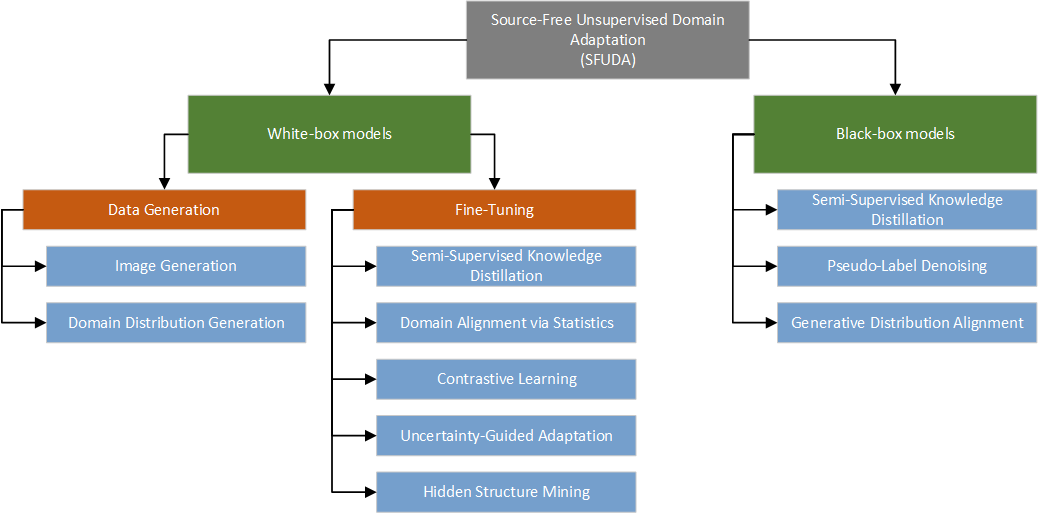 Source-Free Unsupervised Domain
Adaptation
(SFUDA)
White-box models
Black-box models
Data Generation
Image Generation
Domain Distribution Generation
Fine-Tuning
Semi-Supervised Knowledge
Distillation
Domain Alignment via Statistics
Contrastive Learning
Uncertainty-Guided Adaptation
Hidden Structure Mining
Semi-Supervised Knowledge
Distillation
Pseudo-Label Denoising
Generative Distribution Alignment